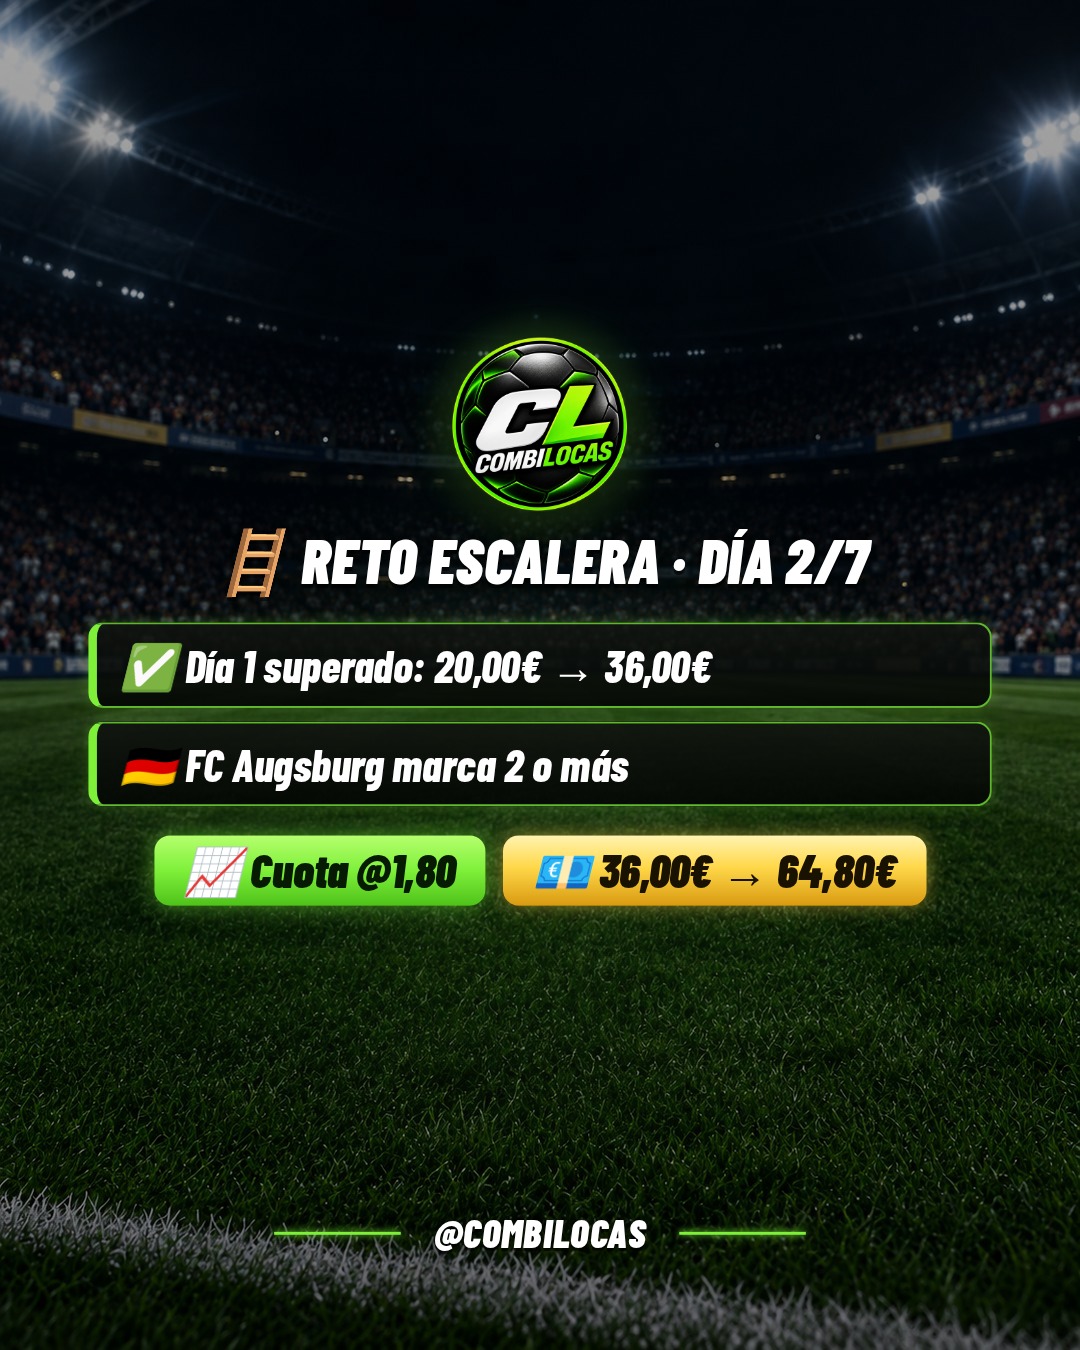 CL
COMBILOCAS
🪜 RETO ESCALERA · DÍA 2/7
✅ Día 1 superado: 20,00€ → 36,00€
🇩🇪 FC Augsburg marca 2 o más
📈 Cuota @1,80
💶 36,00€ → 64,80€
@COMBILOCAS